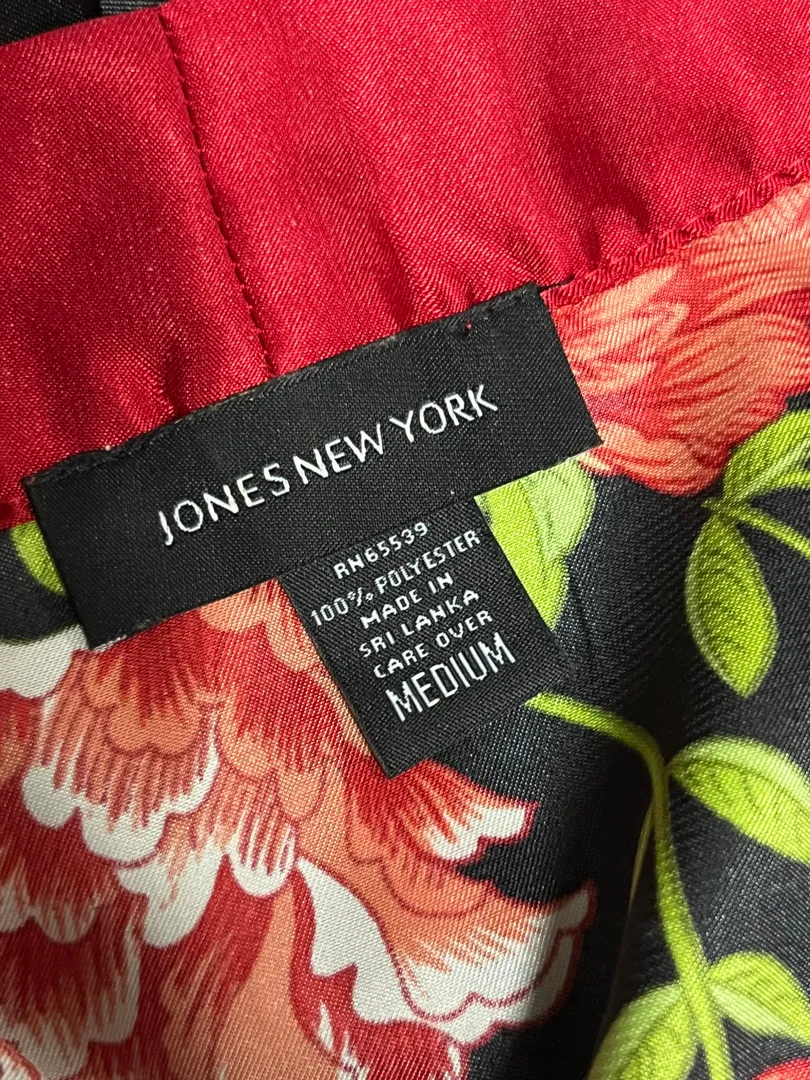 JONES NEW YORK
RN65539
100% POLYESTER
MADE IN
SRI LANKA
CARE OVER
MEDIUM